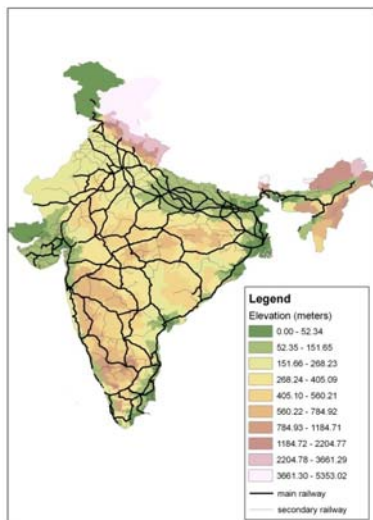 Legend
Elevation (meters)
0.00 - 52.34
52.35 - 151.65
151.66 - 268.23
268.24 - 405.09
405.10 - 560.21
560.22 - 784.92
784.93 - 1184.71
1184.72 - 2204.77
2204.78 - 3661.29
3661.30 - 5353.02
main railway
secondary railway